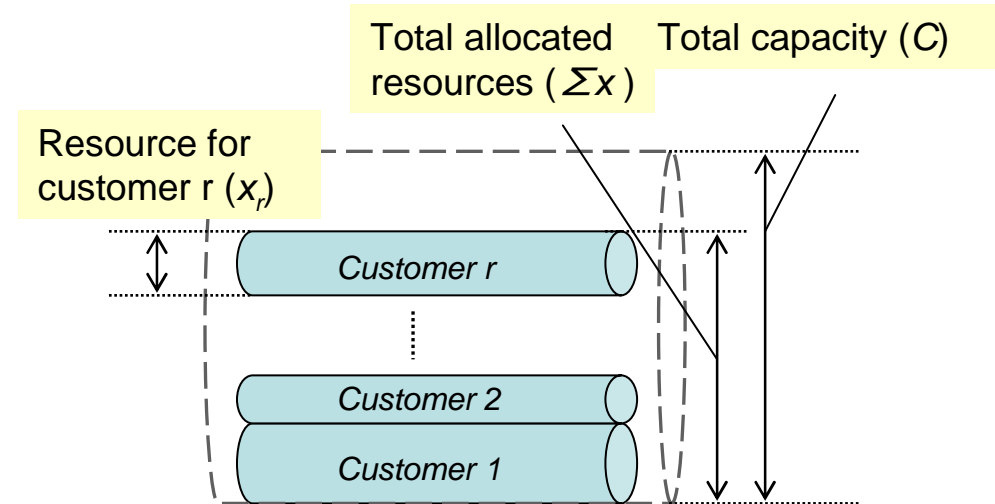 Total allocated
resources ( Σx )
Total capacity (C)
Resource for
customer r (xᵣ)
Customer r
Customer 2
Customer 1